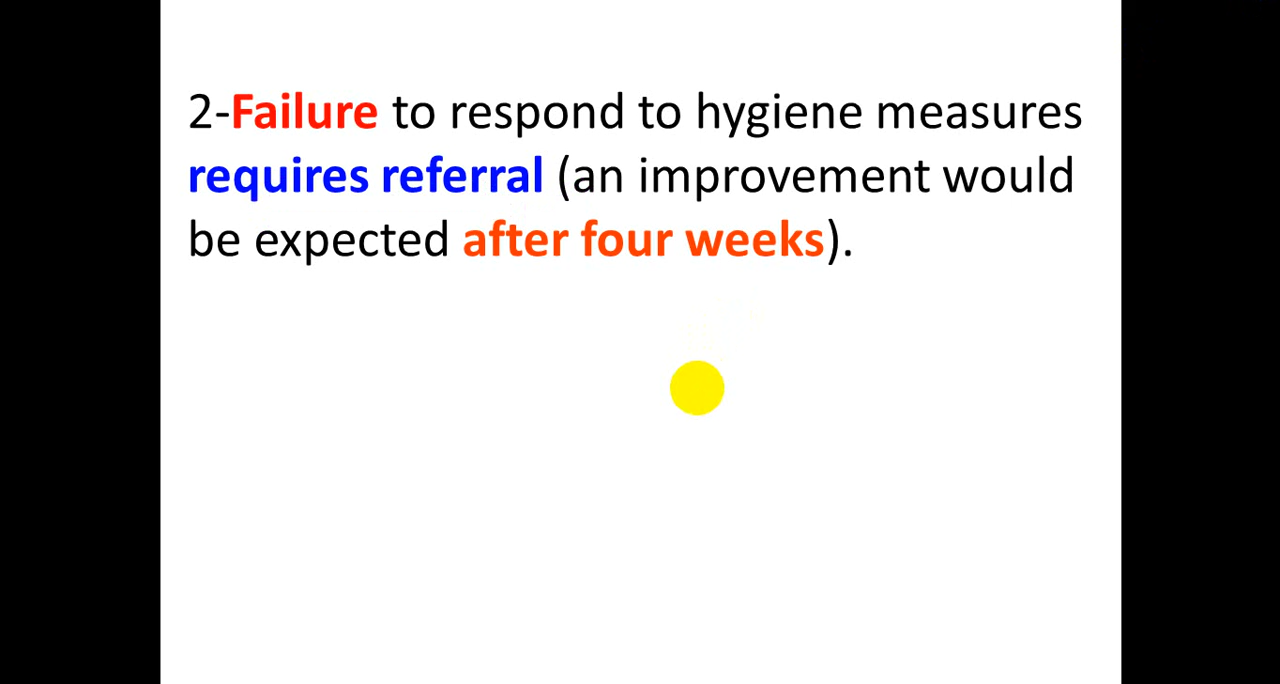 2-Failure to respond to hygiene measures
requires referral (an improvement would
be expected after four weeks).